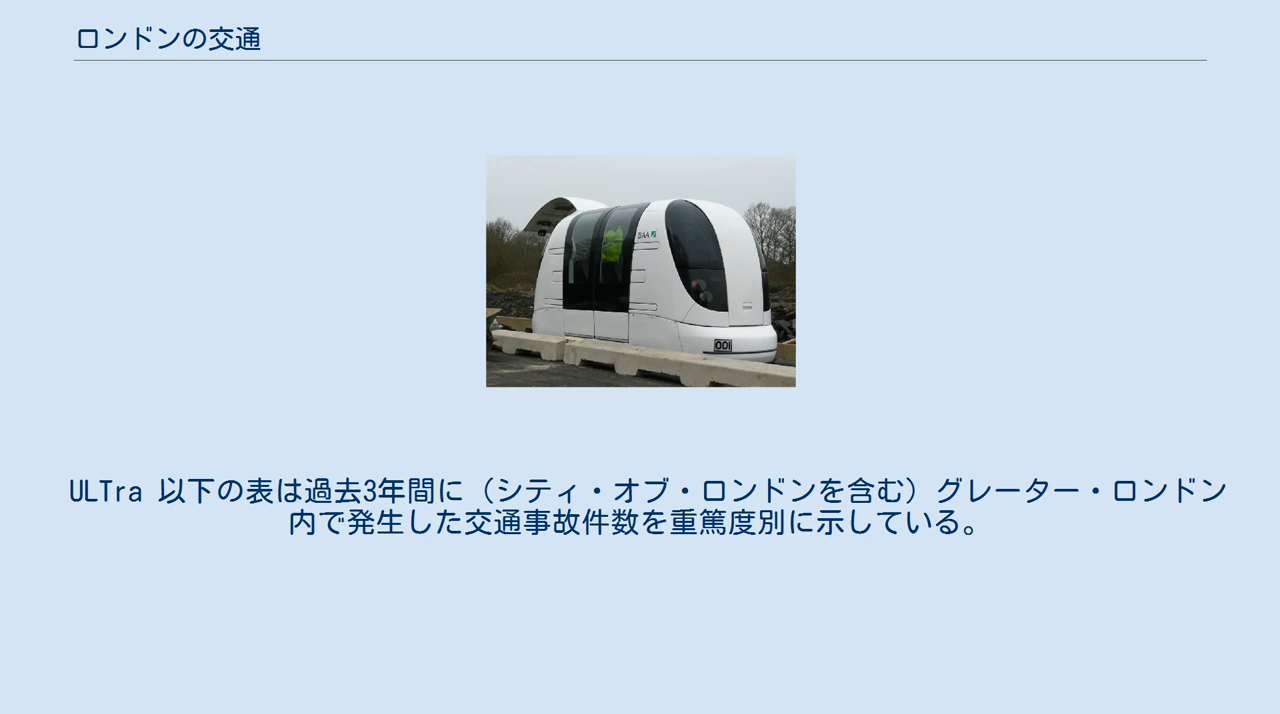 ロンドンの交通
BAA
001
ULTra 以下の表は過去3年間に（シティ・オブ・ロンドンを含む）グレーター・ロンドン
内で発生した交通事故件数を重篤度別に示している。